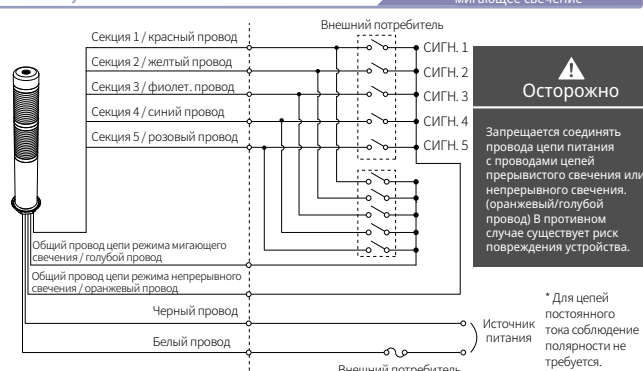 мигающее свечение
Внешний потребитель
Секция 1 / красный провод
Секция 2 / желтый провод
Секция 3 / фиолет. провод
Секция 4 / синий провод
Секция 5 / розовый провод
СИГН. 1
СИГН. 2
СИГН. 3
СИГН. 4
СИГН. 5
Осторожно
Запрещается соединять
провода цепи питания
с проводами цепей
прерывистого свечения или
непрерывного свечения.
(оранжевый/голубой
провод) В противном
случае существует риск
повреждения устройства.
Общий провод цепи режима мигающего
свечения / голубой провод
Общий провод цепи режима непрерывного
свечения / оранжевый провод
Черный провод
Белый провод
Источник
питания
* Для цепей
постоянного
тока соблюдение
полярности не
требуется.
Внешний потребитель